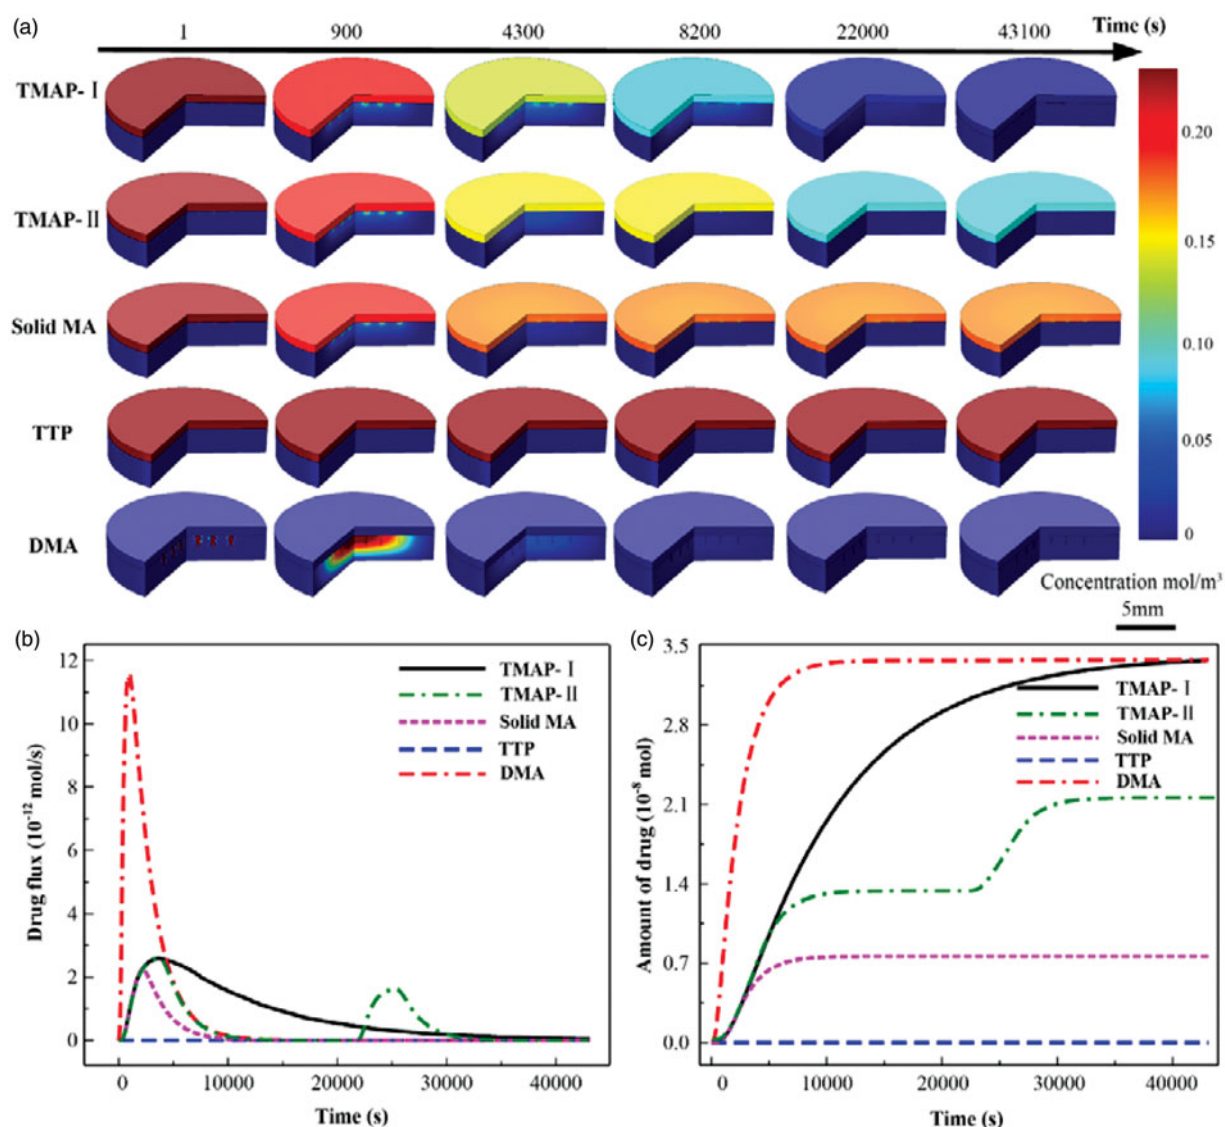 (a)
1 900 4300 8200 22000 43100 Time (s)
TMAP-Ⅰ
TMAP-Ⅱ
Solid MA
TTP
DMA
0.20
0.15
0.10
0.05
0
Concentration mol/m³
5mm
(b)
12
10
8
6
4
2
0
Drug flux (10⁻¹² mol/s)
TMAP-Ⅰ
TMAP-Ⅱ
Solid MA
TTP
DMA
0 10000 20000 30000 40000
Time (s)
(c)
3.5
2.8
2.1
1.4
0.7
0.0
Amount of drug (10⁻⁸ mol)
TMAP-Ⅰ
TMAP-Ⅱ
Solid MA
TTP
DMA
0 10000 20000 30000 40000
Time (s)